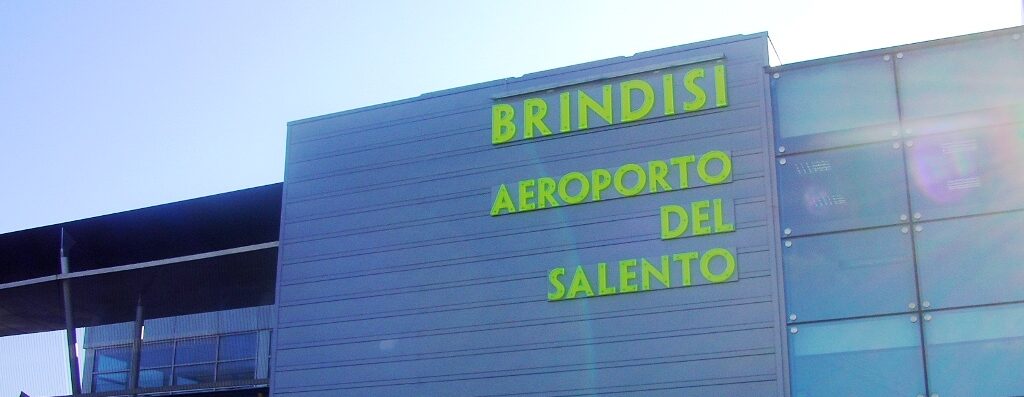 BRINDISI
AEROPORTO
DEL
SALENTO